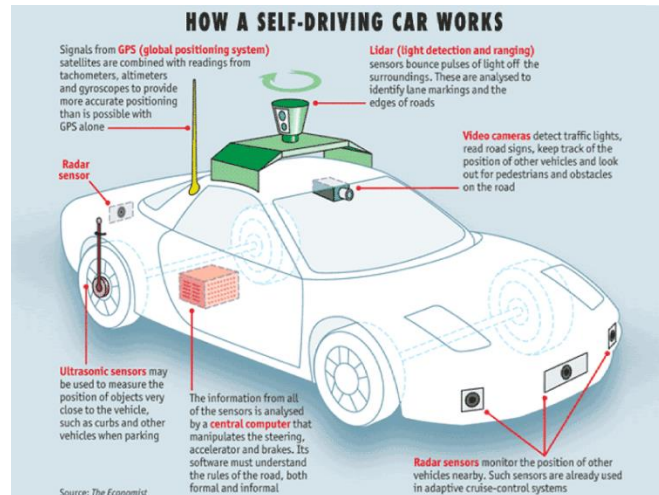 HOW A SELF-DRIVING CAR WORKS
Signals from GPS (global positioning system)
satellites are combined with readings from
tachometers, altimeters
and gyroscopes to provide
more accurate positioning
than is possible with
GPS alone
Lidar (light detection and ranging)
sensors bounce pulses of light off the
surroundings. These are analysed to
identify lane markings and the
edges of roads
Video cameras detect traffic lights,
read road signs, keep track of the
position of other vehicles and look
out for pedestrians and obstacles
on the road
Radar
sensor
Ultrasonic sensors may
be used to measure the
position of objects very
close to the vehicle,
such as curbs and other
vehicles when parking
The information from all
of the sensors is analysed
by a central computer that
manipulates the steering,
accelerator and brakes. Its
software must understand
the rules of the road, both
formal and informal
Radar sensors monitor the position of other
vehicles nearby. Such sensors are already used
in adaptive cruise-control systems
Source: The Economist